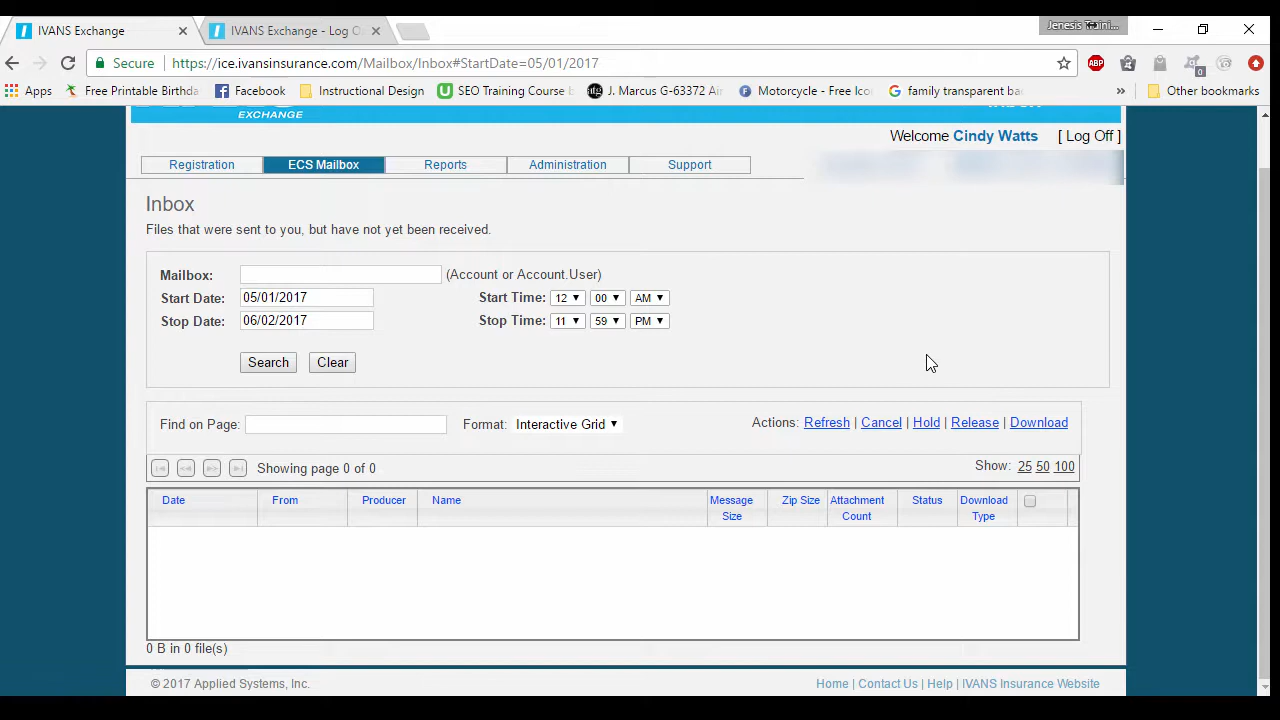 IVANS Exchange
IVANS Exchange - Log O
Jenesis Traini...
Secure https://ice.ivansinsurance.com/Mailbox/Inbox#StartDate=05/01/2017
ABP
0
Apps Free Printable Birthda Facebook Instructional Design SEO Training Course b atg J. Marcus G-63372-Air Motorcycle - Free Ico family transparent bac » Other bookmarks
EXCHANGE
Welcome Cindy Watts [ Log Off ]
Registration ECS Mailbox Reports Administration Support
Inbox
Files that were sent to you, but have not yet been received.
Mailbox: (Account or Account.User)
Start Date: 05/01/2017 Start Time: 12 00 AM
Stop Date: 06/02/2017 Stop Time: 11 59 PM
Search Clear
Find on Page: Format: Interactive Grid Actions: Refresh | Cancel | Hold | Release | Download
Showing page 0 of 0 Show: 25 50 100
Date From Producer Name Message Size Zip Size Attachment Count Status Download Type
0 B in 0 file(s)
© 2017 Applied Systems, Inc. Home | Contact Us | Help | IVANS Insurance Website